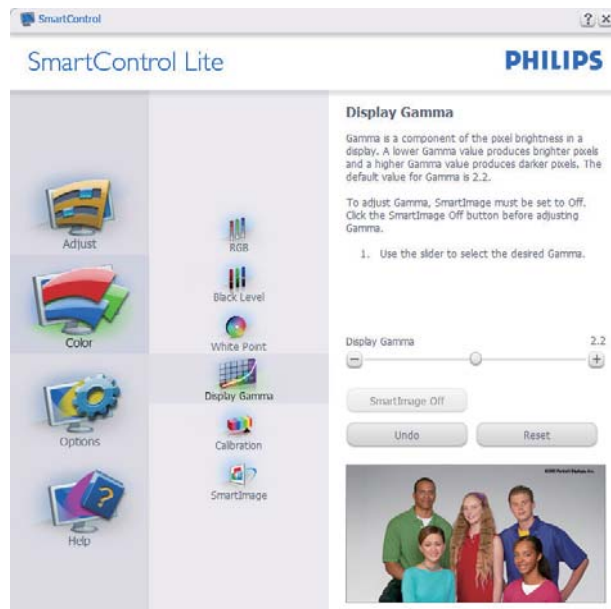 SmartControl
SmartControl Lite
PHILIPS
Adjust
Color
Options
Help
RGB
Black Level
White Point
Display Gamma
Calibration
SmartImage
Display Gamma
Gamma is a component of the pixel brightness in a
display. A lower Gamma value produces brighter pixels
and a higher Gamma value produces darker pixels. The
default value for Gamma is 2.2.
To adjust Gamma, SmartImage must be set to Off.
Click the SmartImage Off button before adjusting
Gamma.
1. Use the slider to select the desired Gamma.
Display Gamma 2.2
SmartImage Off
Undo Reset